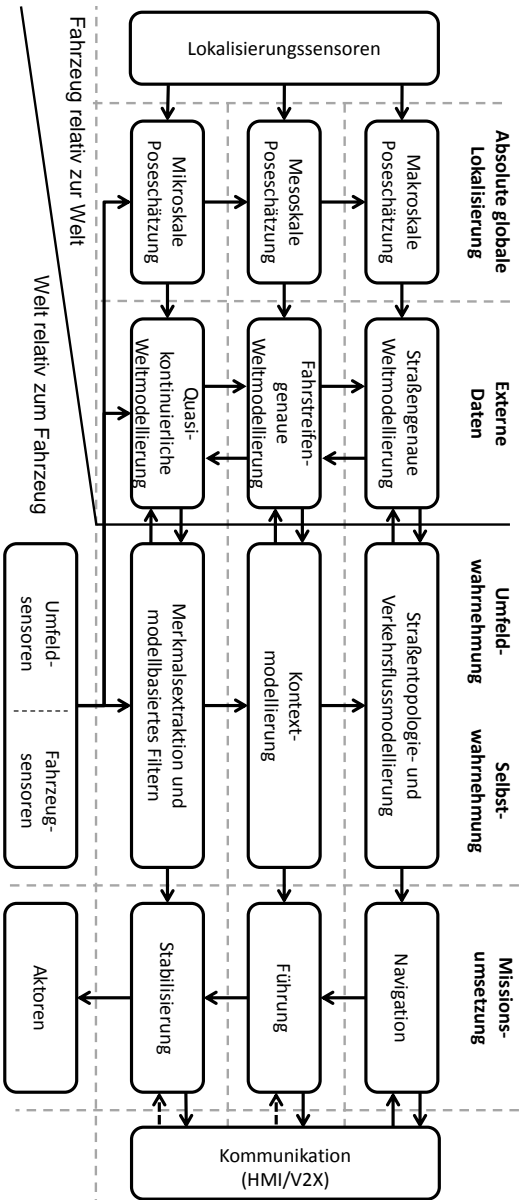 Lokalisierungssensoren
Absolute globale
Lokalisierung
Externe
Daten
Umfeld-
wahrnehmung
Selbst-
wahrnehmung
Missions-
umsetzung
Makroskale
Poseschätzung
Straßengenaue
Weltmodellierung
Straßentopologie- und
Verkehrsflussmodellierung
Navigation
Mesoskale
Poseschätzung
Fahrstreifen-
genaue
Weltmodellierung
Kontext-
modellierung
Führung
Mikroskale
Poseschätzung
Quasi-
kontinuierliche
Weltmodellierung
Merkmalsextraktion und
modellbasiertes Filtern
Stabilisierung
Fahrzeug relativ zur Welt
Welt relativ zum Fahrzeug
Umfeld-
sensoren
Fahrzeug-
sensoren
Aktoren
Kommunikation
(HMI/V2X)